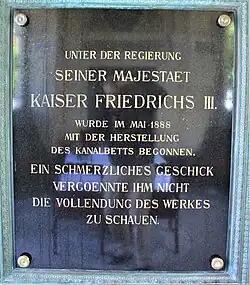 UNTER DER REGIERUNG
SEINER MAJESTAET
KAISER FRIEDRICHS III.
WURDE IM MAI·1888
MIT DER HERSTELLUNG
DES KANALBETTS BEGONNEN.
EIN SCHMERZLICHES GESCHICK
VERGOENNTE IHM NICHT
DIE VOLLENDUNG DES WERKES
ZU SCHAUEN.